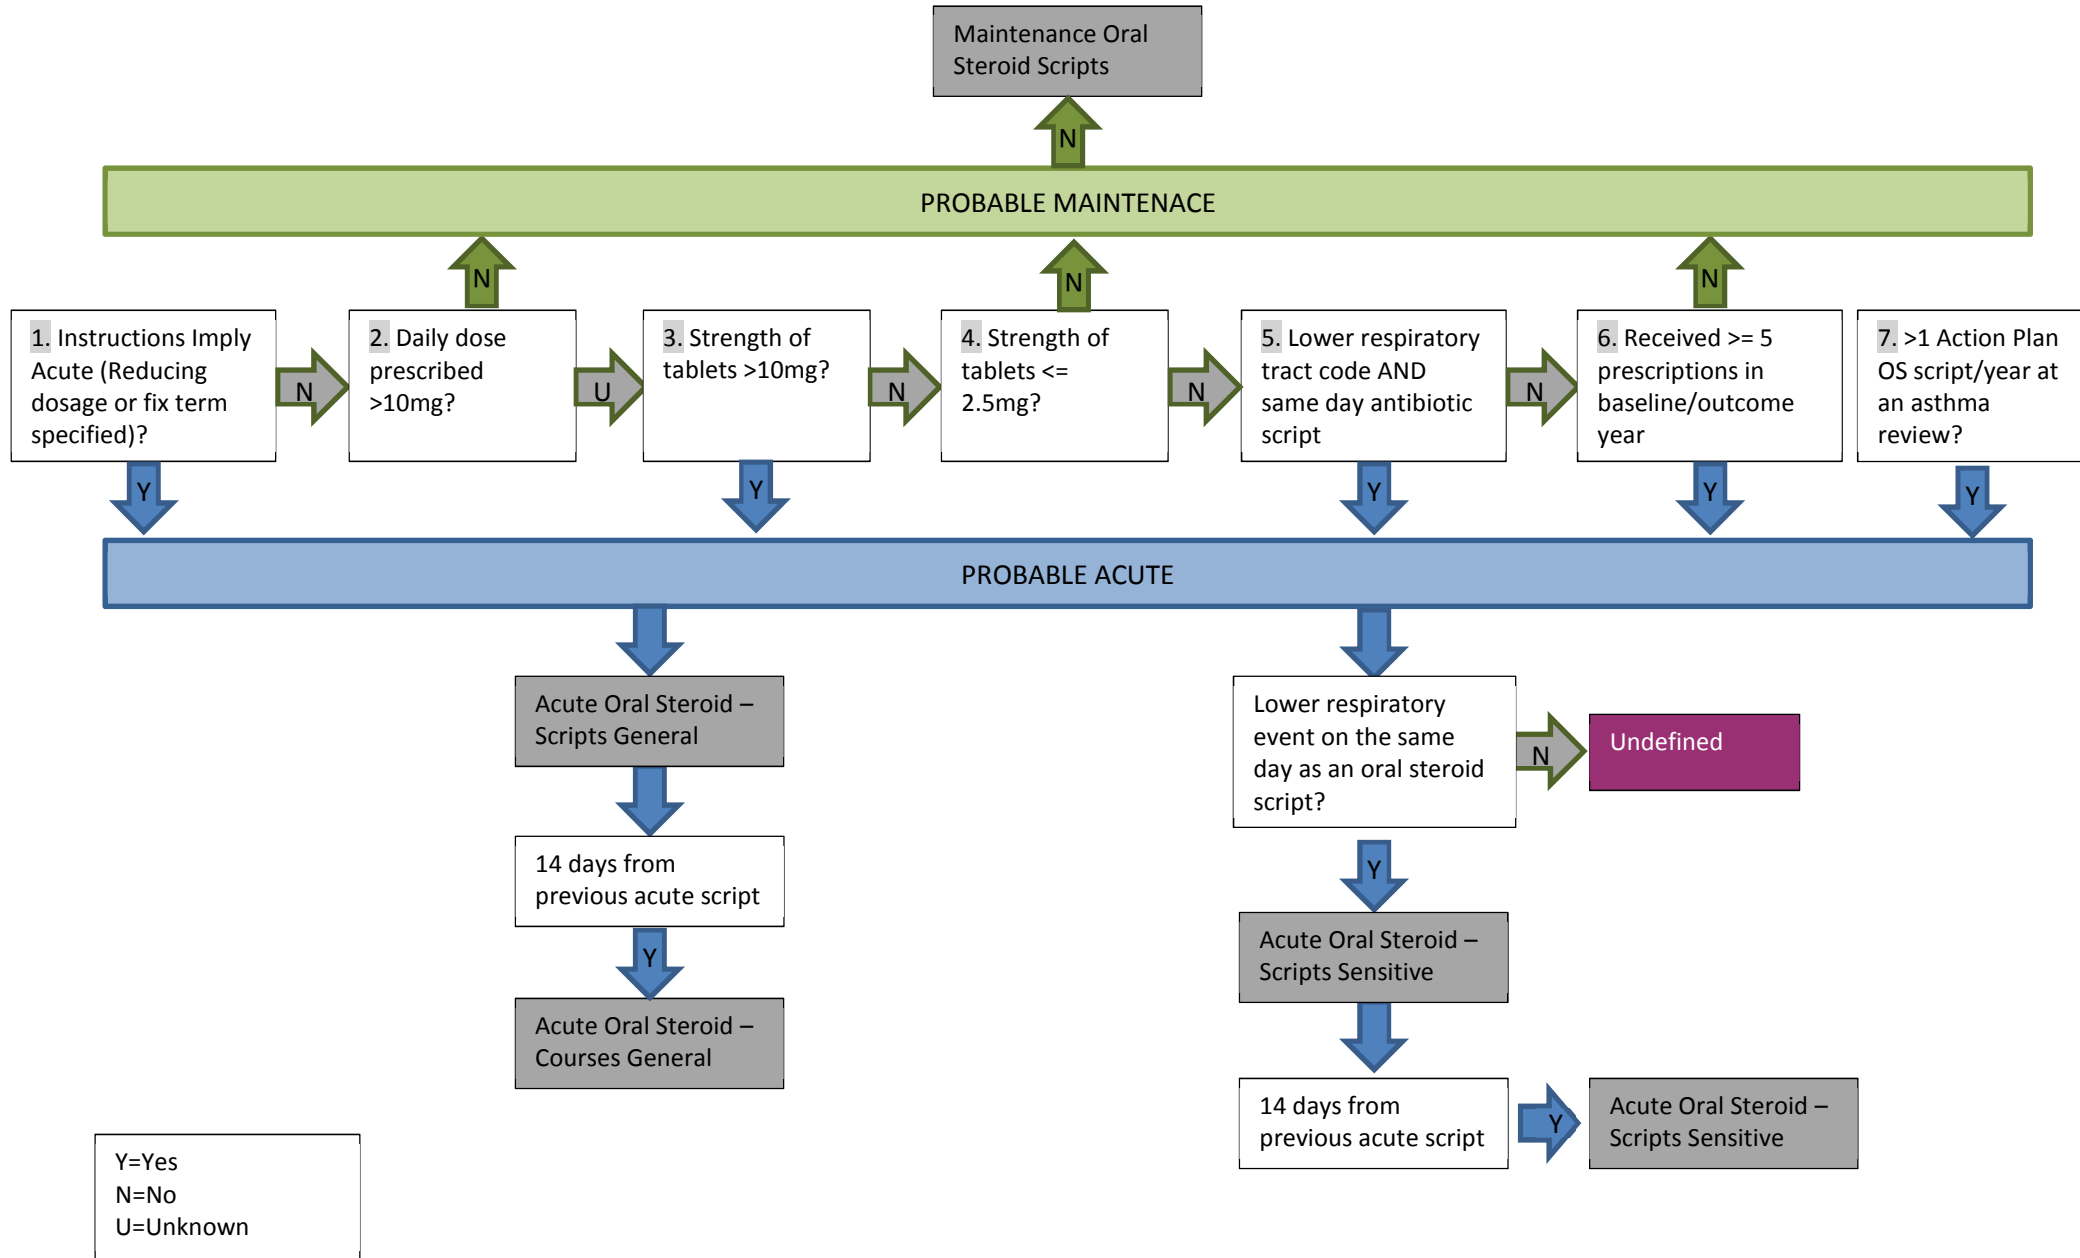 Maintenance Oral
Steroid Scripts
N
PROBABLE MAINTENACE
N
N
N
1. Instructions Imply
Acute (Reducing
dosage or fix term
specified)?
N
2. Daily dose
prescribed
>10mg?
U
3. Strength of
tablets >10mg?
N
4. Strength of
tablets <=
2.5mg?
N
5. Lower respiratory
tract code AND
same day antibiotic
script
N
6. Received >= 5
prescriptions in
baseline/outcome
year
7. >1 Action Plan
OS script/year at
an asthma
review?
Y
Y
Y
Y
Y
PROBABLE ACUTE
Acute Oral Steroid –
Scripts General
14 days from
previous acute script
Y
Acute Oral Steroid –
Courses General
Lower respiratory
event on the same
day as an oral steroid
script?
N
Undefined
Y
Acute Oral Steroid –
Scripts Sensitive
14 days from
previous acute script
Y
Acute Oral Steroid –
Scripts Sensitive
Y=Yes
N=No
U=Unknown